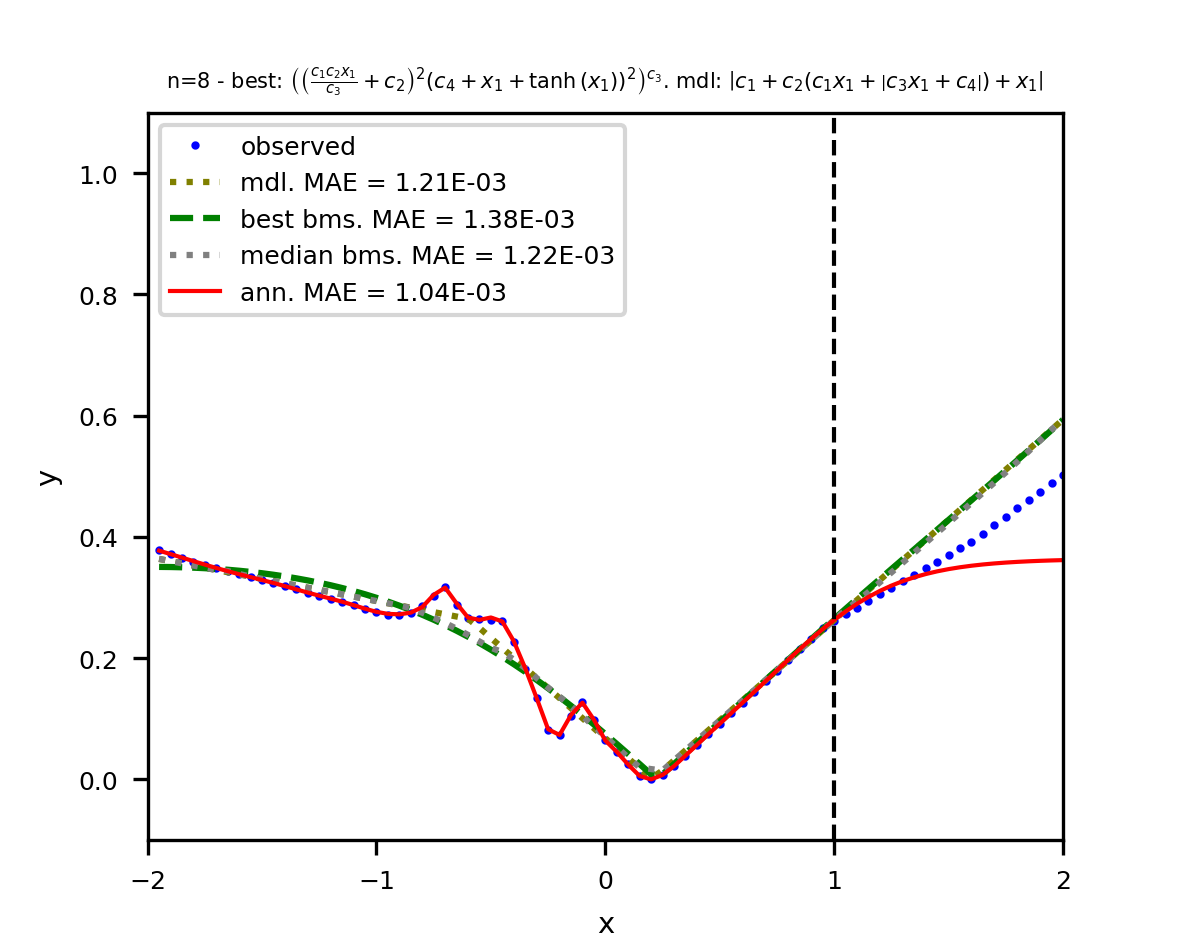 n=8 - best: $\left(\left(\frac{c_1 c_2 x_1}{c_3} + c_2\right)^2 (c_4 + x_1 + \tanh(x_1))^2\right)^{c_3}$. mdl: $|c_1 + c_2(c_1 x_1 + |c_3 x_1 + c_4|) + x_1|$
observed
mdl. MAE = 1.21E-03
best bms. MAE = 1.38E-03
median bms. MAE = 1.22E-03
ann. MAE = 1.04E-03
1.0
0.8
0.6
0.4
0.2
0.0
y
−2 −1 0 1 2
x